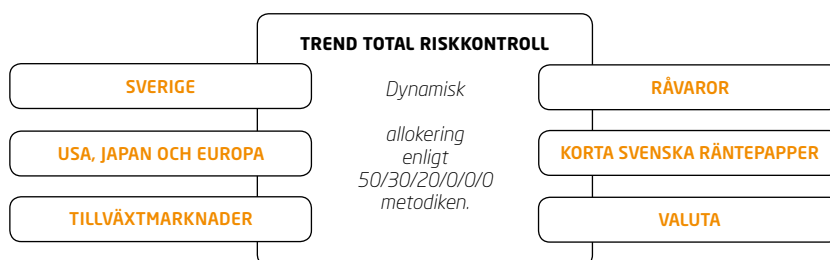 TREND TOTAL RISKKONTROLL
SVERIGE
USA, JAPAN OCH EUROPA
TILLVÄXTMARKNADER
Dynamisk
allokering
enligt
50/30/20/0/0/0
metodiken.
RÅVAROR
KORTA SVENSKA RÄNTEPAPPER
VALUTA